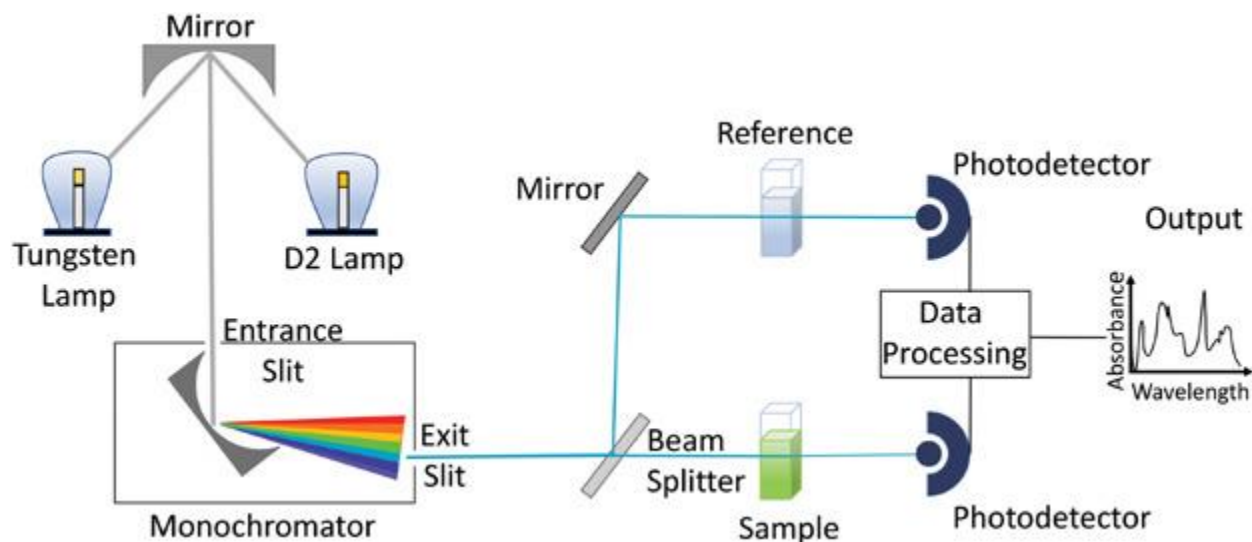 Mirror
Tungsten
Lamp
D2 Lamp
Entrance
Slit
Exit
Slit
Monochromator
Mirror
Beam
Splitter
Reference
Sample
Photodetector
Photodetector
Data
Processing
Output
Absorbance
Wavelength